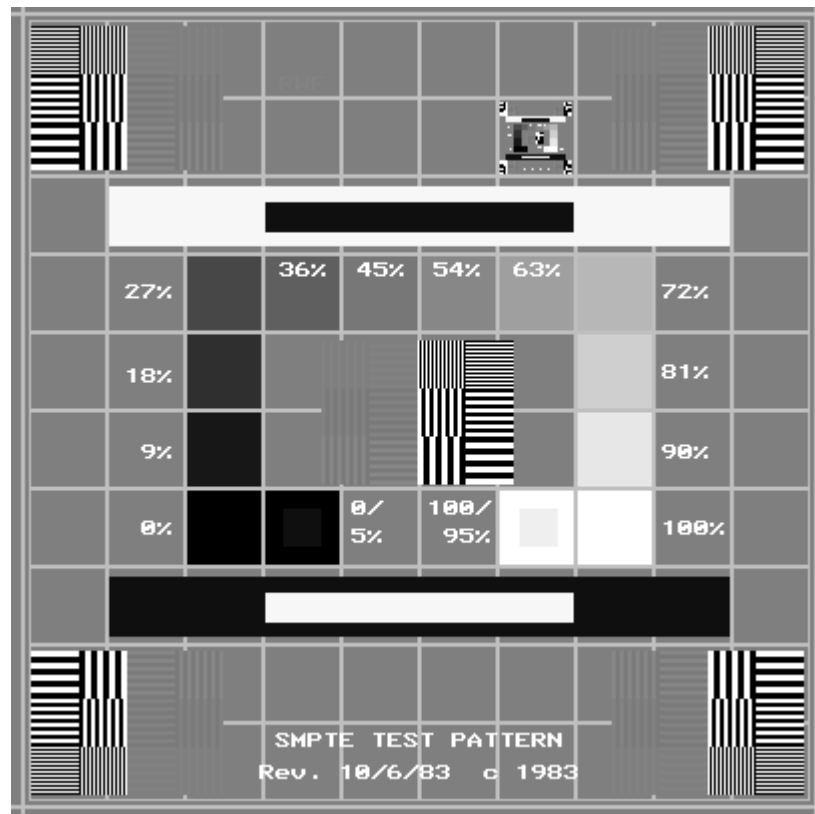 36% 45% 54% 63%
27% 72%
18% 81%
9% 90%
0% 0/ 100/ 100%
5% 95%
SMPTE TEST PATTERN
Rev. 10/6/83 c 1983